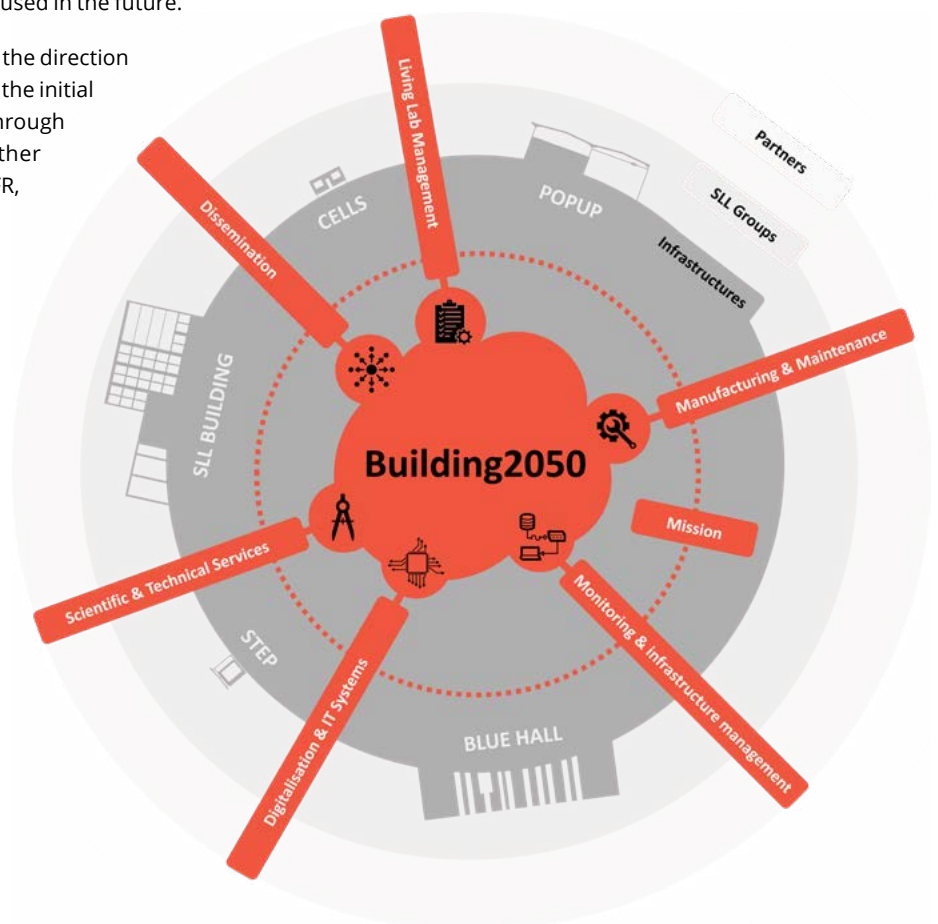 used in the future.
the direction
the initial
hrough
ther
FR,
Living Lab Management
Partners
SLL Groups
Infrastructures
Dissemination
CELLS
POPUP
Manufacturing & Maintenance
SLL BUILDING
Building2050
Mission
Scientific & Technical Services
STEP
Digitalisation & IT Systems
Monitoring & infrastructure management
BLUE HALL